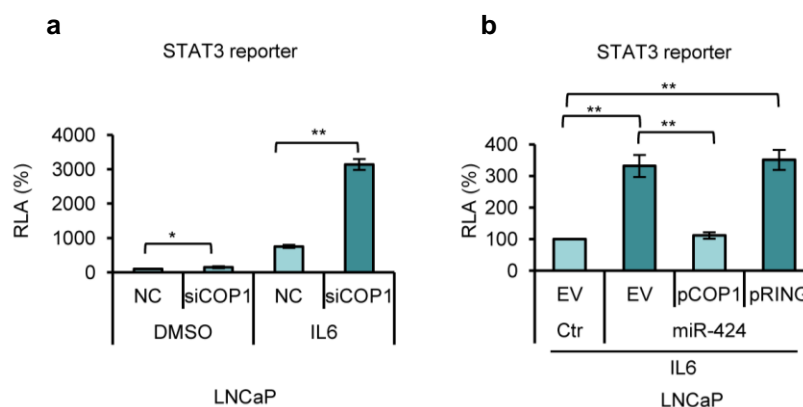 a
STAT3 reporter
RLA (%)
4000
3000
2000
1000
0
*
**
NC
siCOP1
NC
siCOP1
DMSO
IL6
LNCaP
b
STAT3 reporter
RLA (%)
400
300
200
100
0
**
**
**
EV
EV
pCOP1
pRING
Ctr
miR-424
IL6
LNCaP